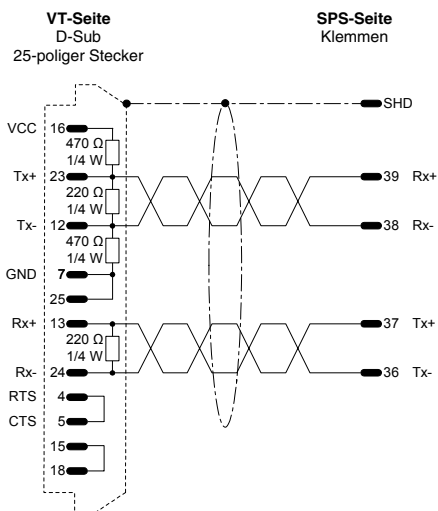 VT-Seite
D-Sub
25-poliger Stecker
SPS-Seite
Klemmen
SHD
VCC 16
470 Ω
1/4 W
Tx+ 23
39 Rx+
220 Ω
1/4 W
Tx- 12
38 Rx-
470 Ω
1/4 W
GND 7
25
Rx+ 13
37 Tx+
220 Ω
1/4 W
Rx- 24
36 Tx-
RTS 4
CTS 5
15
18